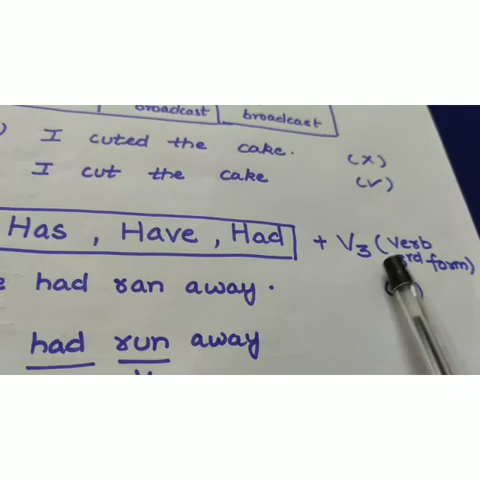 broadcast broadcast
) I cuted the cake. (x)
I cut the cake (v)
Has, Have, Had + V3 (Verb
rd form)
had ran away.
had run away